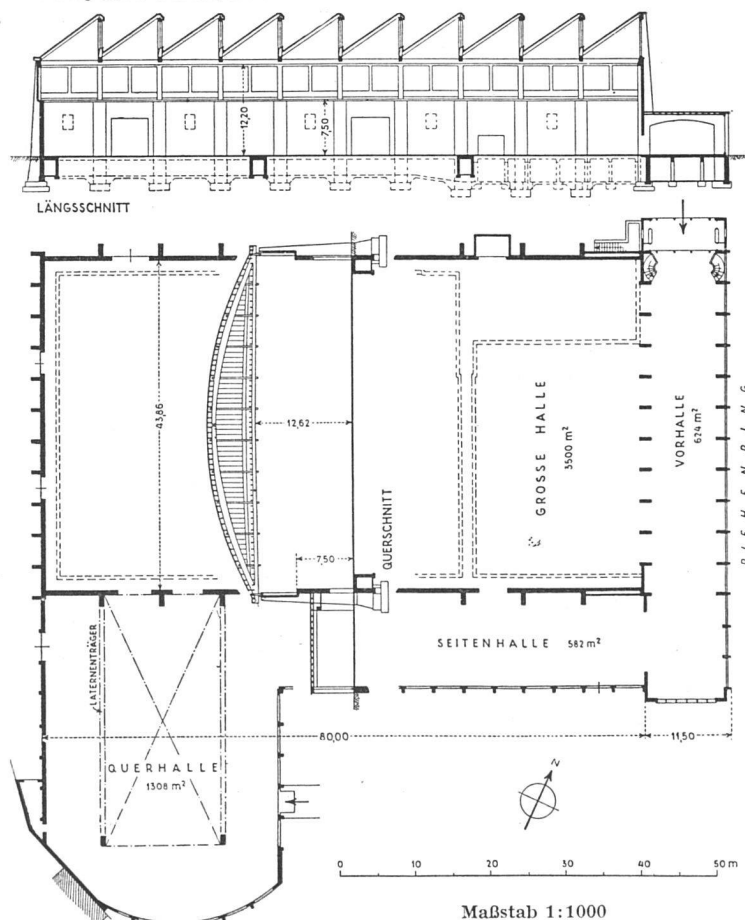 12,20
7,50
LÄNGSSCHNITT
43,86
12,62
7,50
QUERSCHNITT
GROSSE HALLE
3500 m²
VORHALLE
624 m²
RIEHENRING
SEITENHALLE 582 m²
LATERNENTRÄGER
80,00
11,50
QUERHALLE
1308 m²
N
0 10 20 30 40 50 m
Maßstab 1:1000